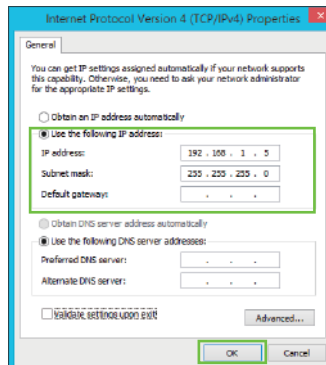 Internet Protocol Version 4 (TCP/IPv4) Properties
General
You can get IP settings assigned automatically if your network supports
this capability. Otherwise, you need to ask your network administrator
for the appropriate IP settings.
Obtain an IP address automatically
Use the following IP address:
IP address: 192 . 168 . 1 . 5
Subnet mask: 255 . 255 . 255 . 0
Default gateway: . . .
Obtain DNS server address automatically
Use the following DNS server addresses:
Preferred DNS server: . . .
Alternate DNS server: . . .
Validate settings upon exit
Advanced...
OK Cancel